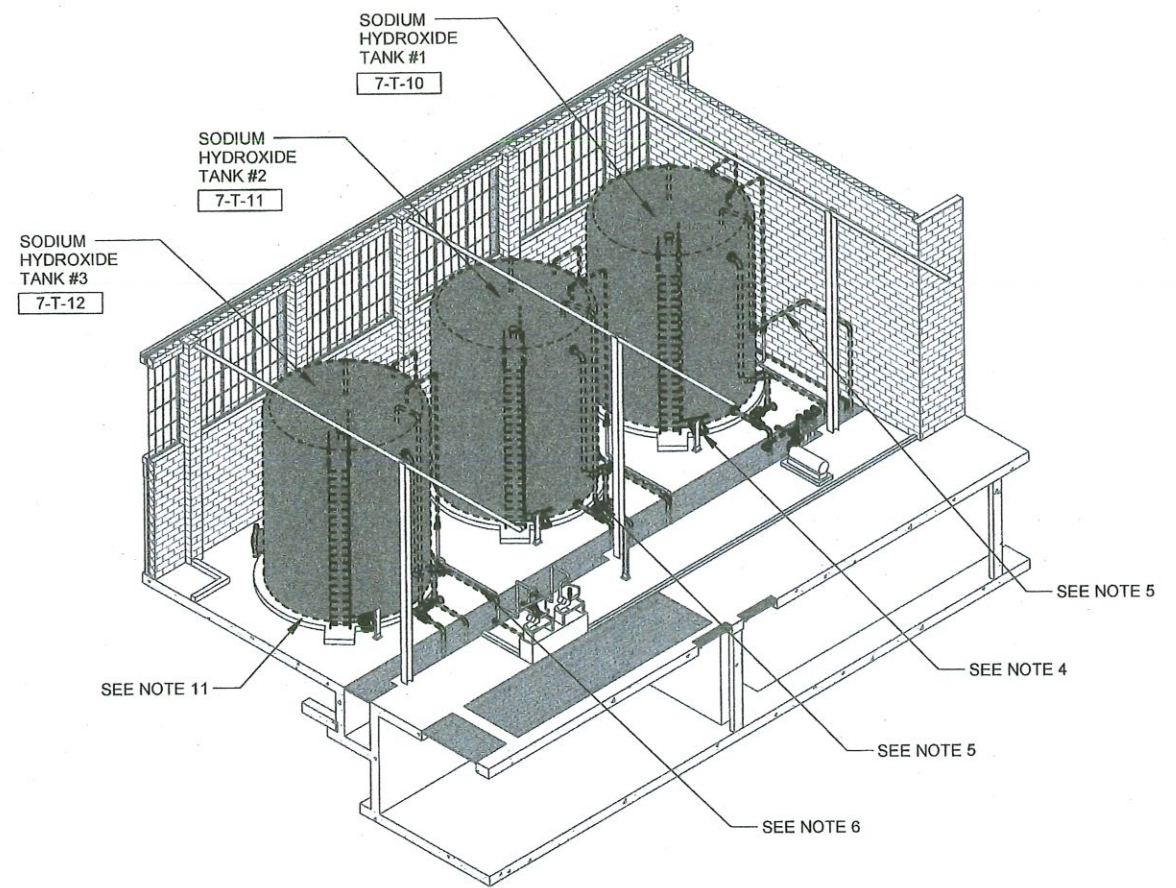 SODIUM
HYDROXIDE
TANK #1
7-T-10
SODIUM
HYDROXIDE
TANK #2
7-T-11
SODIUM
HYDROXIDE
TANK #3
7-T-12
SEE NOTE 5
SEE NOTE 4
SEE NOTE 11
SEE NOTE 5
SEE NOTE 6